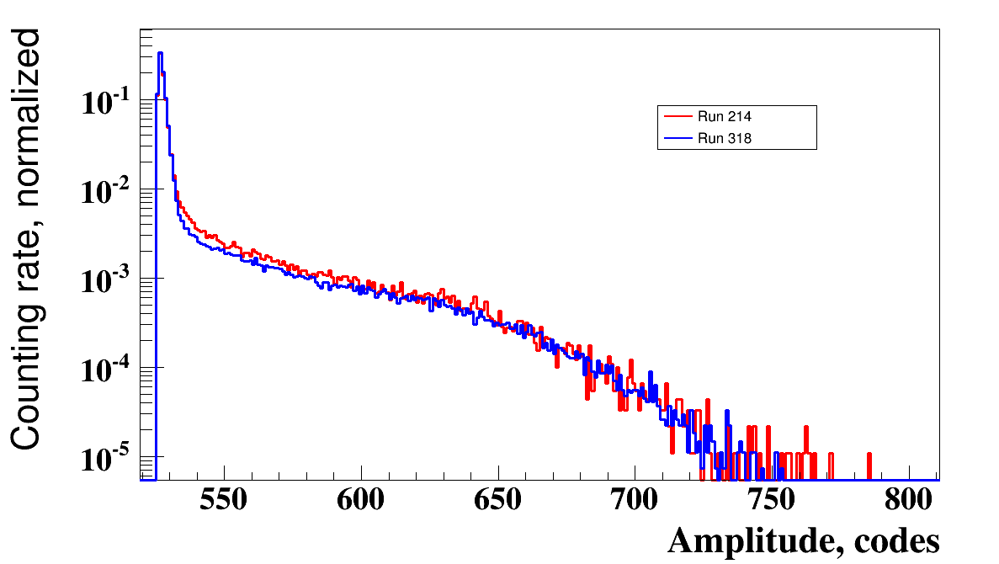 Counting rate, normalized
10⁻¹
10⁻²
10⁻³
10⁻⁴
10⁻⁵
Run 214
Run 318
550 600 650 700 750 800
Amplitude, codes